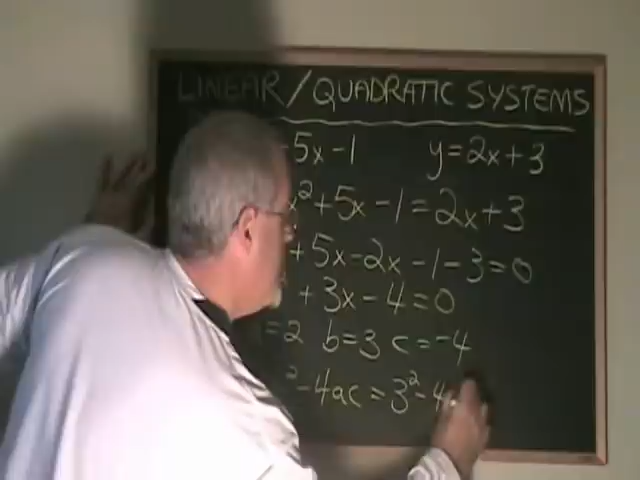 LINEAR/QUADRATIC SYSTEMS
5x-1 y=2x+3
x²+5x-1=2x+3
+5x-2x-1-3=0
+3x-4=0
=2 b=3 c=-4
²-4ac=3²-4